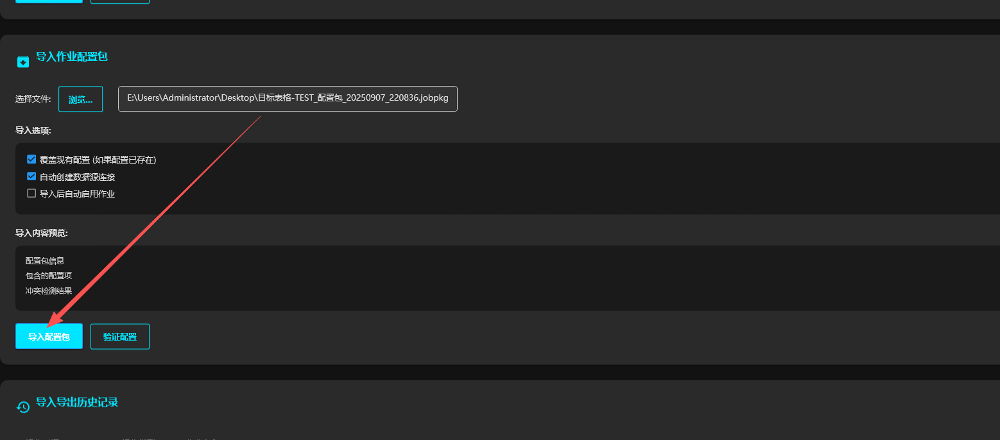 导入作业配置包
选择文件: 浏览... E:\Users\Administrator\Desktop\目标表格-TEST_配置包_20250907_220836.jobpkg
导入选项:
覆盖现有配置 (如果配置已存在)
自动创建数据源连接
导入后自动启用作业
导入内容预览:
配置包信息
包含的配置项
冲突检测结果
导入配置包 验证配置
导入导出历史记录